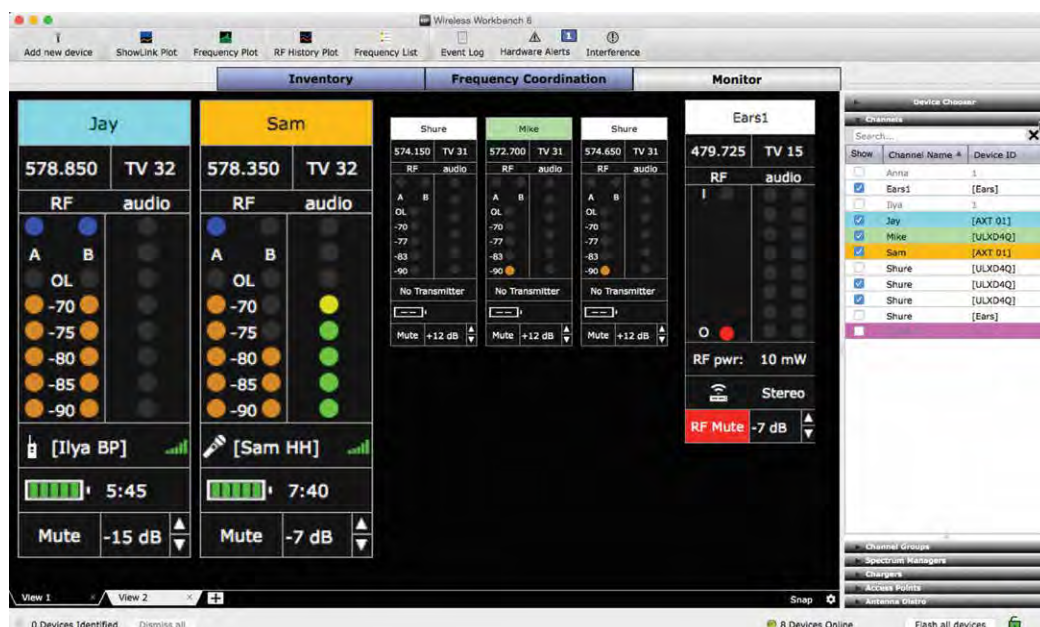 Wireless Workbench 6
Add new device ShowLink Plot Frequency Plot RF History Plot Frequency List Event Log Hardware Alerts 1 Interference
Inventory Frequency Coordination Monitor
Jay
578.850 TV 32
RF audio
A B
OL
-70
-75
-80
-85
-90
[Ilya BP]
5:45
Mute -15 dB
Sam
578.350 TV 32
RF audio
A B
OL
-70
-75
-80
-85
-90
[Sam HH]
7:40
Mute -7 dB
Shure
574.150 TV 31
RF audio
A B
OL
-70
-77
-83
-90
No Transmitter
--
Mute +12 dB
Mike
572.700 TV 31
RF audio
A B
OL
-70
-77
-83
-90
No Transmitter
--
Mute +12 dB
Shure
574.650 TV 31
RF audio
A B
OL
-70
-77
-83
-90
No Transmitter
--
Mute +12 dB
Ears1
479.725 TV 15
RF audio
I
O
RF pwr: 10 mW
Stereo
RF Mute -7 dB
Device Chooser
Channels
Search...
Show Channel Name Device ID
Anna 1
Ears1 [Ears]
Ilya 1
Jay [AXT 01]
Mike [ULXD4Q]
Sam [AXT 01]
Shure [ULXD4Q]
Shure [ULXD4Q]
Shure [ULXD4Q]
Shure [Ears]
Channel Groups
Spectrum Managers
Chargers
Access Points
Antenna Distro
View 1 × View 2 × + Snap
0 Devices Identified Dismiss all 8 Devices Online Flash all devices